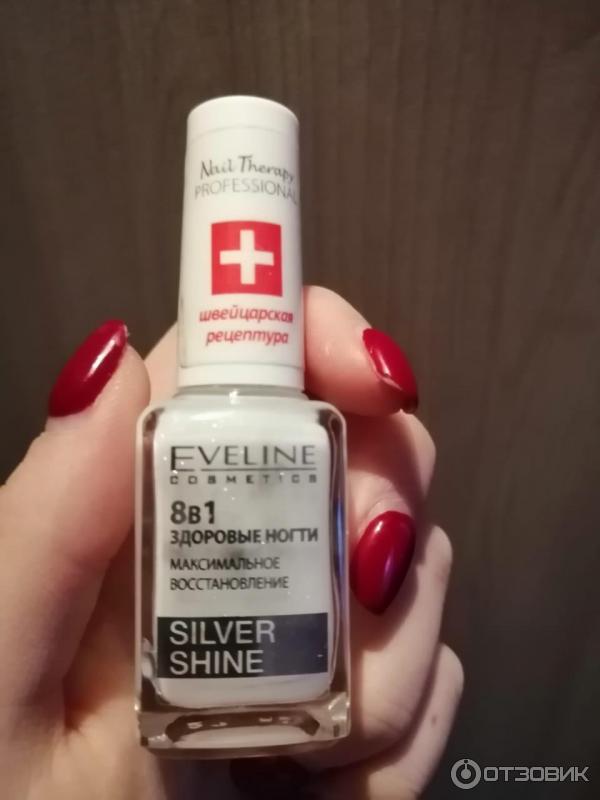 Nail Therapy
PROFESSIONAL
швейцарская
рецептура
EVELINE
COSMETICS
8в1
ЗДОРОВЫЕ НОГТИ
МАКСИМАЛЬНОЕ
ВОССТАНОВЛЕНИЕ
SILVER
SHINE
ОТЗОВИК